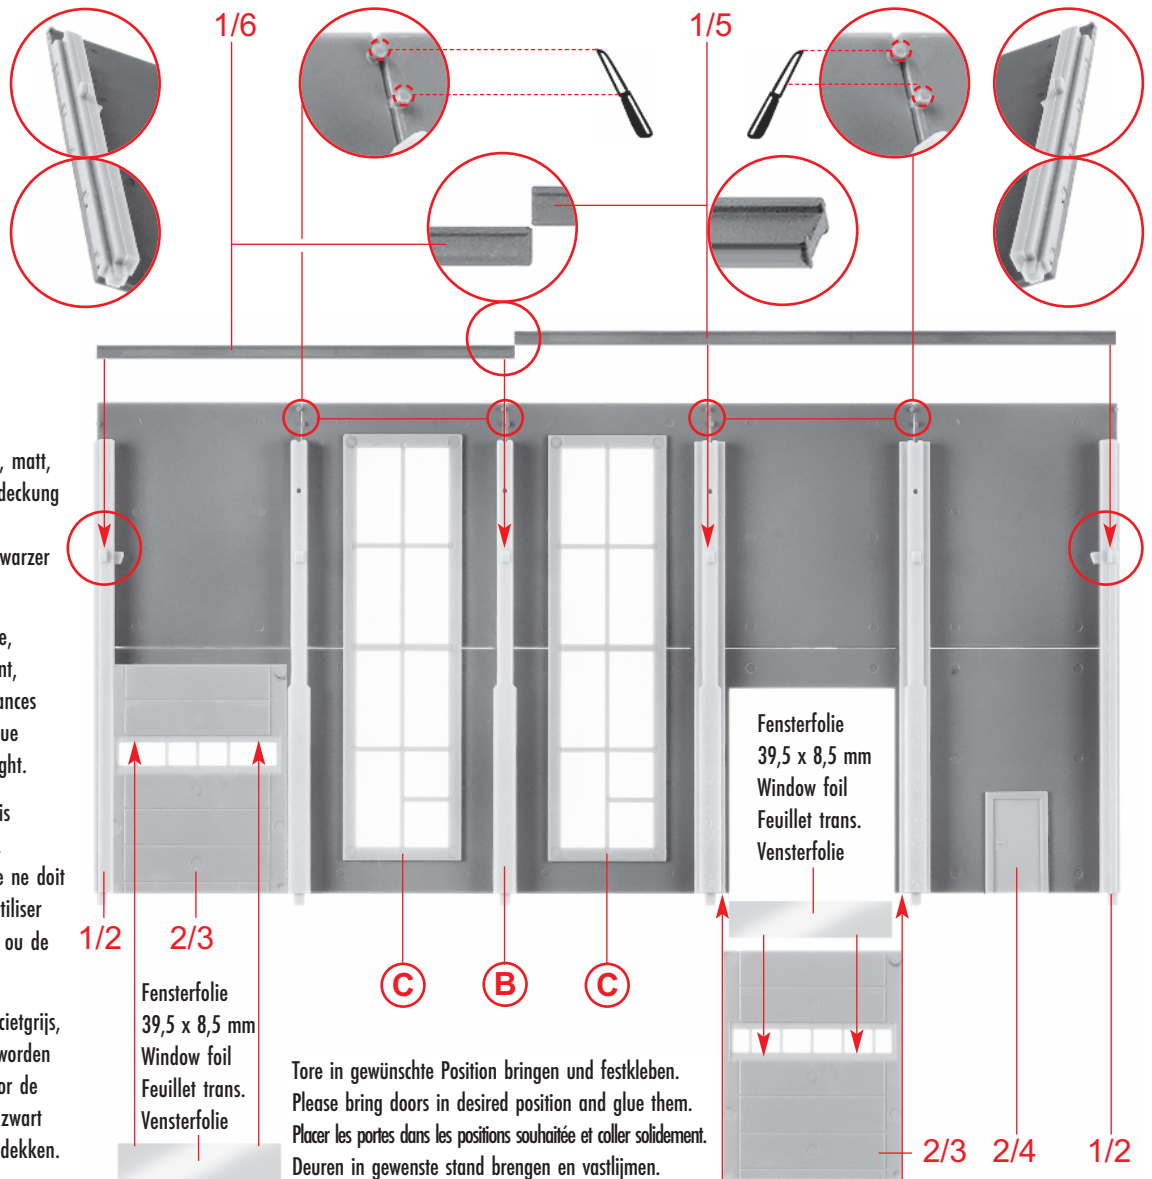 1/6
1/5
, matt,
deckung
warzer
e,
nt,
ances
ue
ght.
is
e ne doit
tiliser
ou de
cietgrijs,
worden
or de
zwart
dekken.
1/2
2/3
C
B
C
Fensterfolie
39,5 x 8,5 mm
Window foil
Feuillet trans.
Vensterfolie
Fensterfolie
39,5 x 8,5 mm
Window foil
Feuillet trans.
Vensterfolie
Tore in gewünschte Position bringen und festkleben.
Please bring doors in desired position and glue them.
Placer les portes dans les positions souhaitée et coller solidement.
Deuren in gewenste stand brengen en vastlijmen.
2/3
2/4
1/2